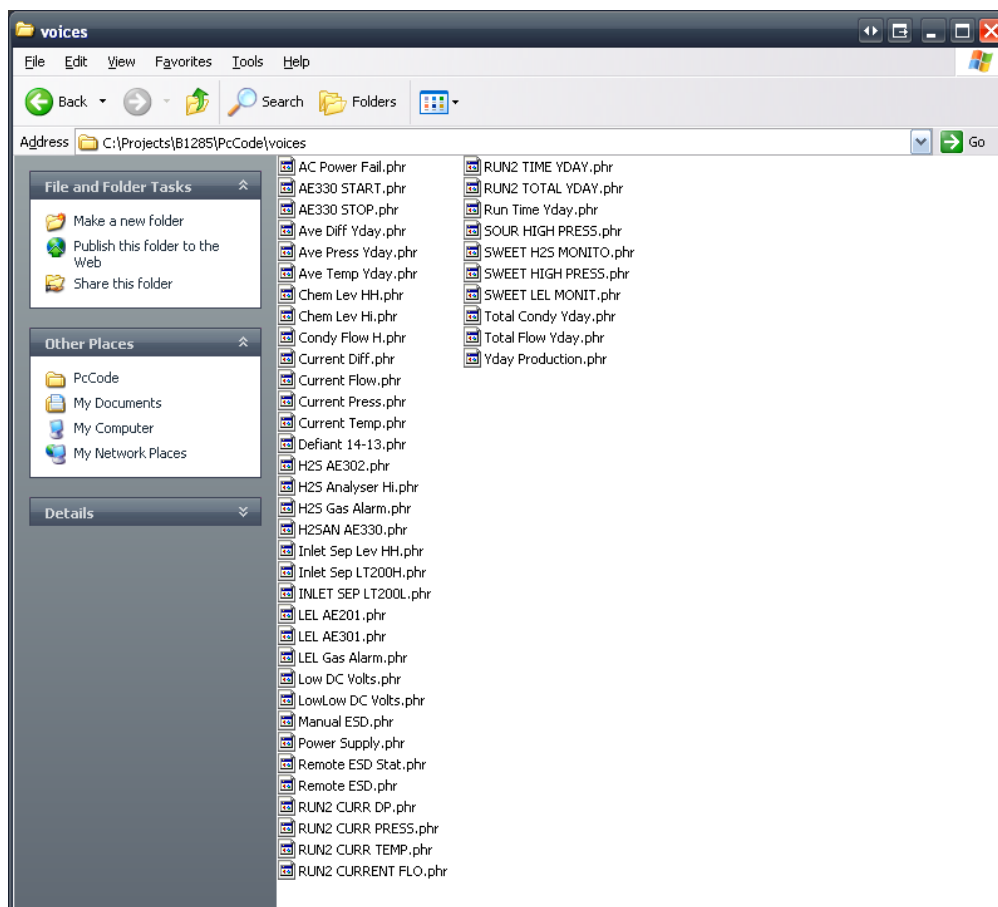 voices
File Edit View Favorites Tools Help
Back Search Folders
Address C:\Projects\B1285\PcCode\voices Go
File and Folder Tasks
Make a new folder
Publish this folder to the
Web
Share this folder
Other Places
PcCode
My Documents
My Computer
My Network Places
Details
AC Power Fail.phr
AE330 START.phr
AE330 STOP.phr
Ave Diff Yday.phr
Ave Press Yday.phr
Ave Temp Yday.phr
Chem Lev HH.phr
Chem Lev Hi.phr
Condy Flow H.phr
Current Diff.phr
Current Flow.phr
Current Press.phr
Current Temp.phr
Defiant 14-13.phr
H2S AE302.phr
H2S Analyser Hi.phr
H2S Gas Alarm.phr
H2SAN AE330.phr
Inlet Sep Lev HH.phr
Inlet Sep LT200H.phr
INLET SEP LT200L.phr
LEL AE201.phr
LEL AE301.phr
LEL Gas Alarm.phr
Low DC Volts.phr
LowLow DC Volts.phr
Manual ESD.phr
Power Supply.phr
Remote ESD Stat.phr
Remote ESD.phr
RUN2 CURR DP.phr
RUN2 CURR PRESS.phr
RUN2 CURR TEMP.phr
RUN2 CURRENT FLO.phr
RUN2 TIME YDAY.phr
RUN2 TOTAL YDAY.phr
Run Time Yday.phr
SOUR HIGH PRESS.phr
SWEET H2S MONITO.phr
SWEET HIGH PRESS.phr
SWEET LEL MONIT.phr
Total Condy Yday.phr
Total Flow Yday.phr
Yday Production.phr